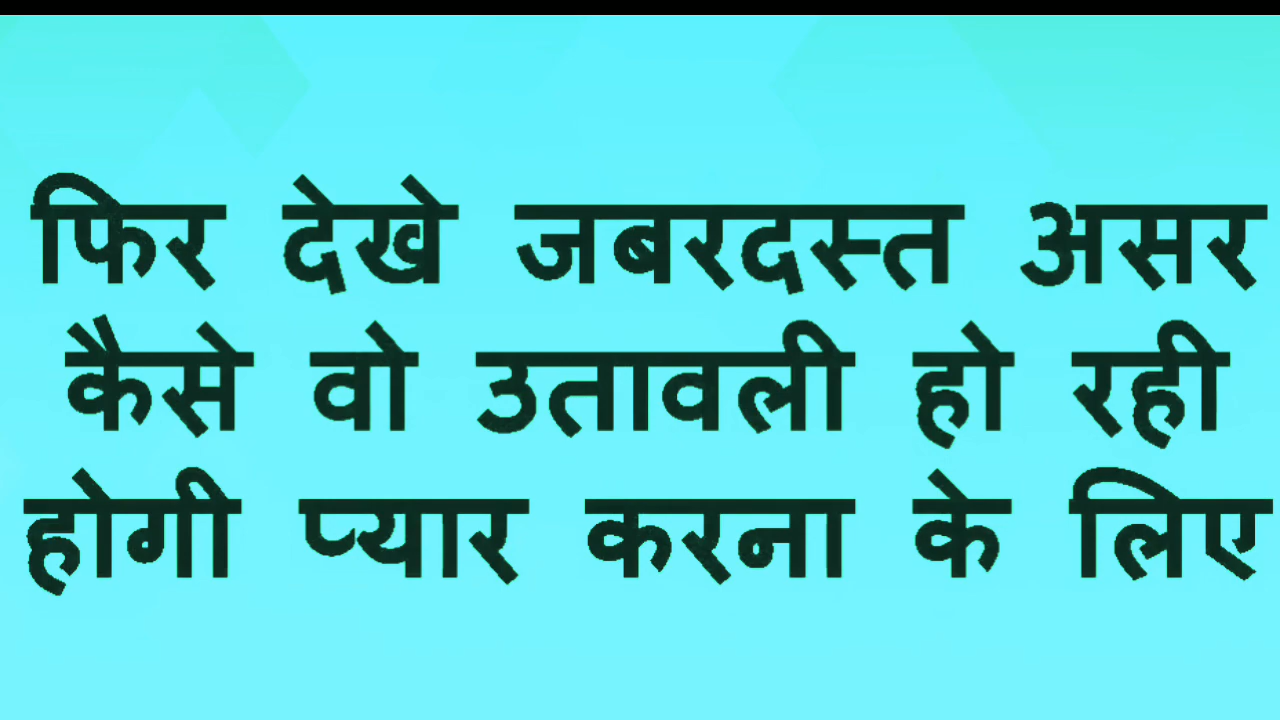 फिर देखे जबरदस्त असर
कैसे वो उतावली हो रही
होगी प्यार करना के लिए